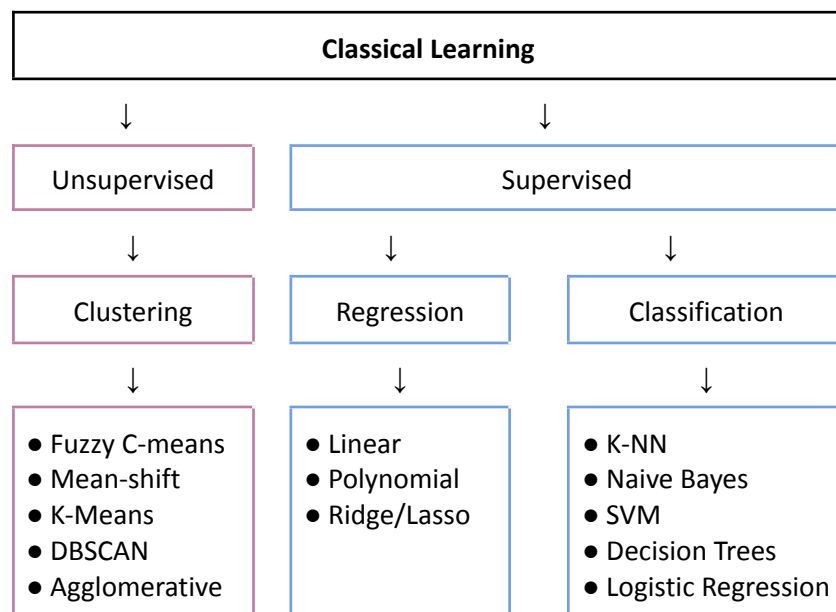 Classical Learning
↓ ↓
Unsupervised Supervised
↓ ↓ ↓
Clustering Regression Classification
↓ ↓ ↓
● Fuzzy C-means
● Mean-shift
● K-Means
● DBSCAN
● Agglomerative
● Linear
● Polynomial
● Ridge/Lasso
● K-NN
● Naive Bayes
● SVM
● Decision Trees
● Logistic Regression